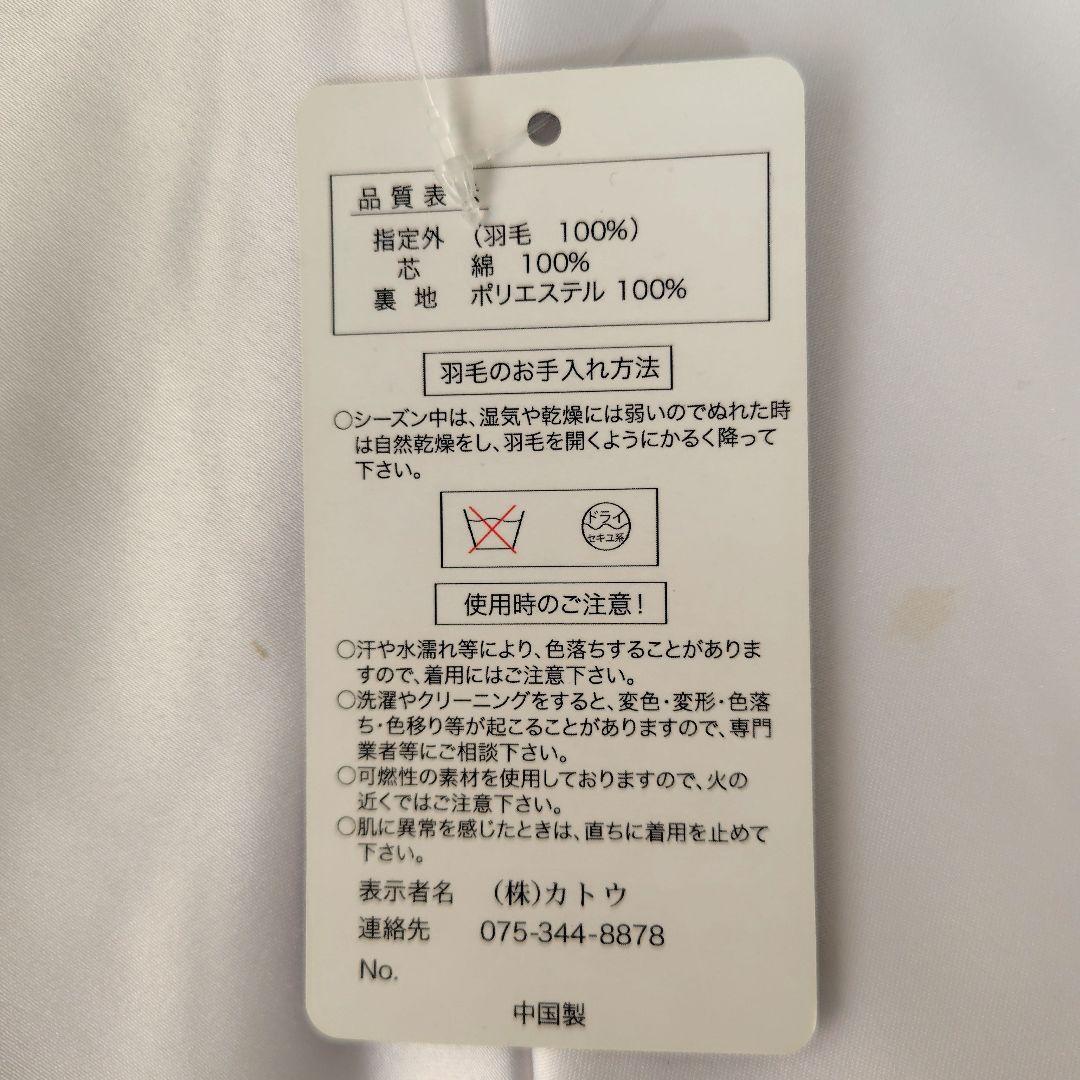 品質表
指定外 (羽毛 100%)
芯 綿 100%
裏地 ポリエステル 100%
羽毛のお手入れ方法
○シーズン中は、湿気や乾燥には弱いのでぬれた時
は自然乾燥をし、羽毛を開くようにかるく降って
下さい。
ドライ
セキユ系
使用時のご注意!
○汗や水濡れ等により、色落ちすることがありま
すので、着用にはご注意下さい。
○洗濯やクリーニングをすると、変色・変形・色落
ち・色移り等が起こることがありますので、専門
業者等にご相談下さい。
○可燃性の素材を使用しておりますので、火の
近くではご注意下さい。
○肌に異常を感じたときは、直ちに着用を止めて
下さい。
表示者名 (株)カトウ
連絡先 075-344-8878
No.
中国製